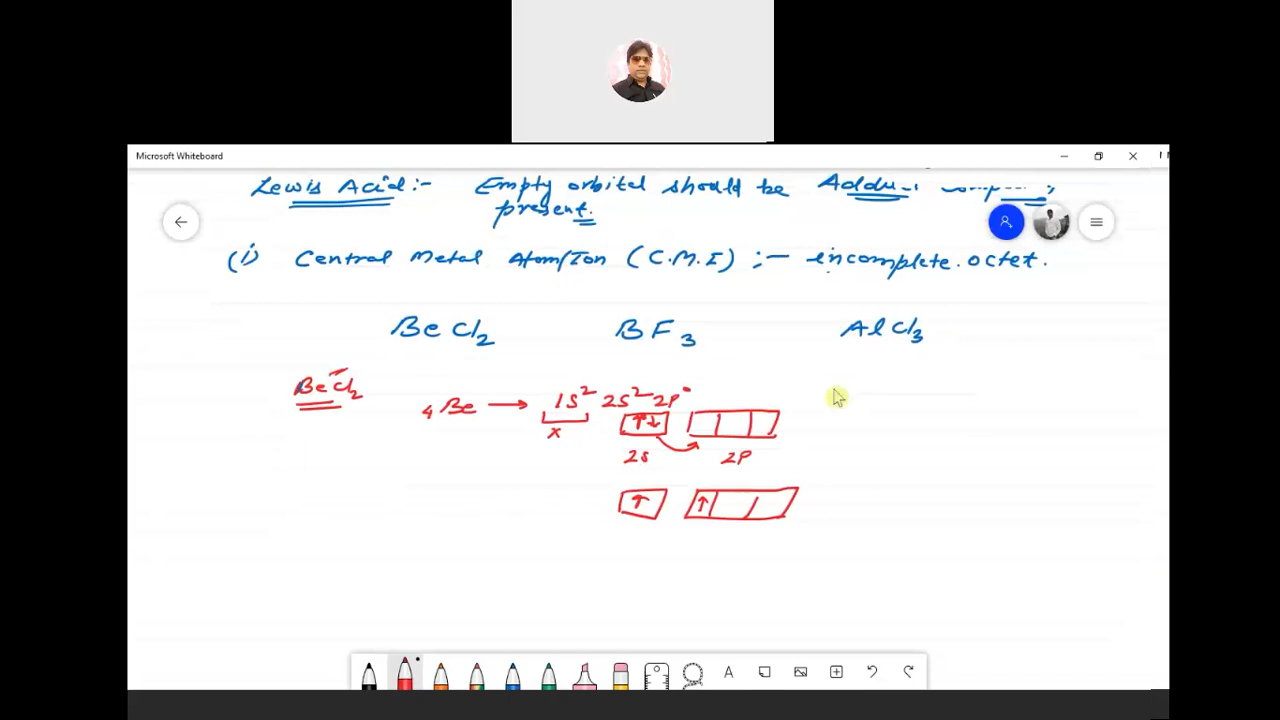 Microsoft Whiteboard
Lewis Acid :- Empty orbital should be
present.
(i) Central Metal Atom/Ion (C.M.I) :- incomplete octet.
BeCl2 BF3 AlCl3
BeCl2 4Be → 1s² 2s² 2p⁰
x ↑↓
2s 2p
↑ ↑
A